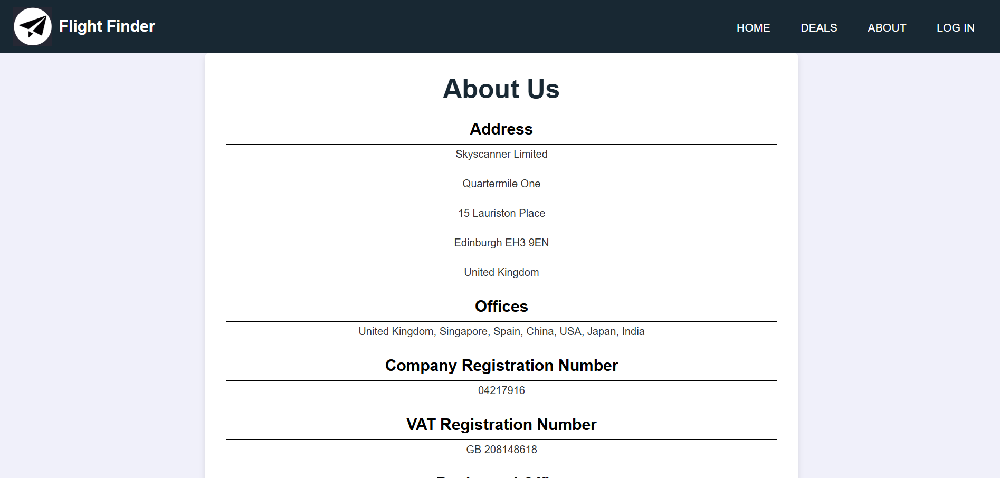 Flight Finder
HOME DEALS ABOUT LOG IN
About Us
Address
Skyscanner Limited
Quartermile One
15 Lauriston Place
Edinburgh EH3 9EN
United Kingdom
Offices
United Kingdom, Singapore, Spain, China, USA, Japan, India
Company Registration Number
04217916
VAT Registration Number
GB 208148618